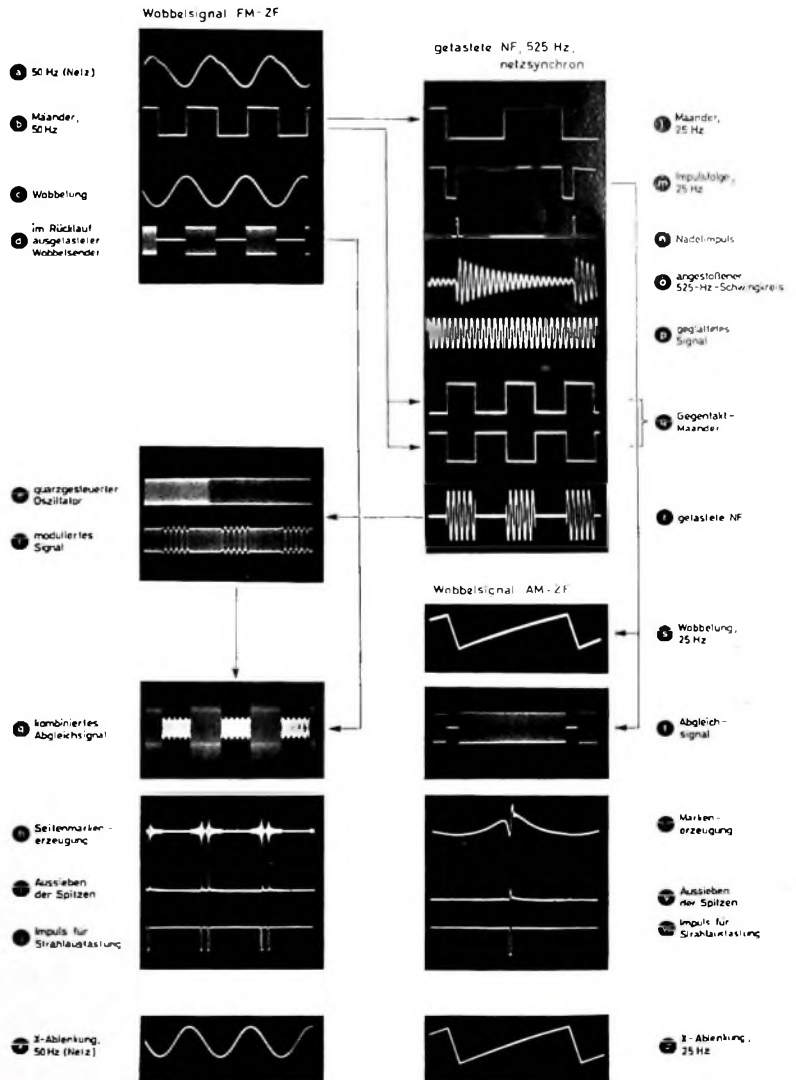 Wobbelsignal FM-ZF
a 50 Hz (Netz)
b Mäander,
50 Hz
c Wobbelung
d im Rücklauf
ausgetasteter
Wobbelsender
quarzgesteuerter
Oszillator
moduliertes
Signal
g kombiniertes
Abgleichsignal
h Seitenmarken-
erzeugung
Aussieben
der Spitzen
Impuls für
Strahlaustastung
X-Ablenkung,
50 Hz (Netz)
getastete NF, 525 Hz,
netzsynchron
Mäander,
25 Hz
m Impulsfolge,
25 Hz
n Nadelimpuls
o angestoßener
525-Hz-Schwingkreis
p geglättetes
Signal
Gegentakt-
Mäander
r getastete NF
Wobbelsignal AM-ZF
s Wobbelung,
25 Hz
t Abgleich-
signal
Marken-
erzeugung
v Aussieben
der Spitzen
Impuls für
Strahlaustastung
X-Ablenkung,
25 Hz